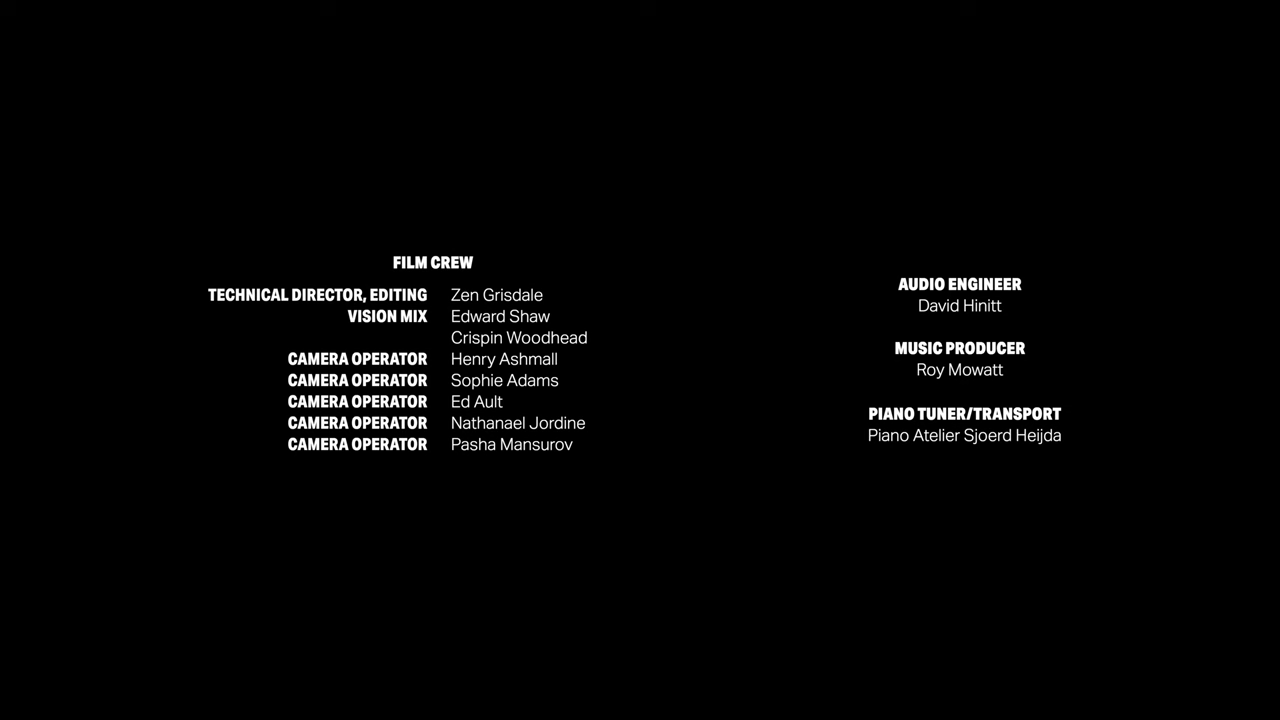 FILM CREW
TECHNICAL DIRECTOR, EDITING Zen Grisdale
VISION MIX Edward Shaw
Crispin Woodhead
CAMERA OPERATOR Henry Ashmall
CAMERA OPERATOR Sophie Adams
CAMERA OPERATOR Ed Ault
CAMERA OPERATOR Nathanael Jordine
CAMERA OPERATOR Pasha Mansurov
AUDIO ENGINEER
David Hinitt
MUSIC PRODUCER
Roy Mowatt
PIANO TUNER/TRANSPORT
Piano Atelier Sjoerd Heijda